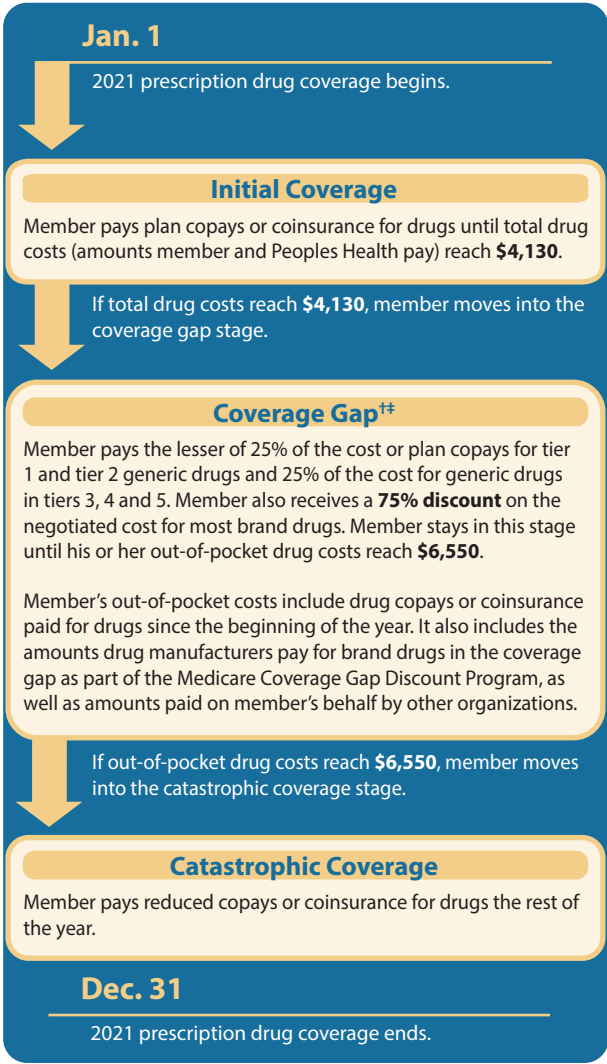 Jan. 1
2021 prescription drug coverage begins.
Initial Coverage
Member pays plan copays or coinsurance for drugs until total drug
costs (amounts member and Peoples Health pay) reach $4,130.
If total drug costs reach $4,130, member moves into the
coverage gap stage.
Coverage Gap†‡
Member pays the lesser of 25% of the cost or plan copays for tier
1 and tier 2 generic drugs and 25% of the cost for generic drugs
in tiers 3, 4 and 5. Member also receives a 75% discount on the
negotiated cost for most brand drugs. Member stays in this stage
until his or her out-of-pocket drug costs reach $6,550.
Member’s out-of-pocket costs include drug copays or coinsurance
paid for drugs since the beginning of the year. It also includes the
amounts drug manufacturers pay for brand drugs in the coverage
gap as part of the Medicare Coverage Gap Discount Program, as
well as amounts paid on member’s behalf by other organizations.
If out-of-pocket drug costs reach $6,550, member moves
into the catastrophic coverage stage.
Catastrophic Coverage
Member pays reduced copays or coinsurance for drugs the rest of
the year.
Dec. 31
2021 prescription drug coverage ends.